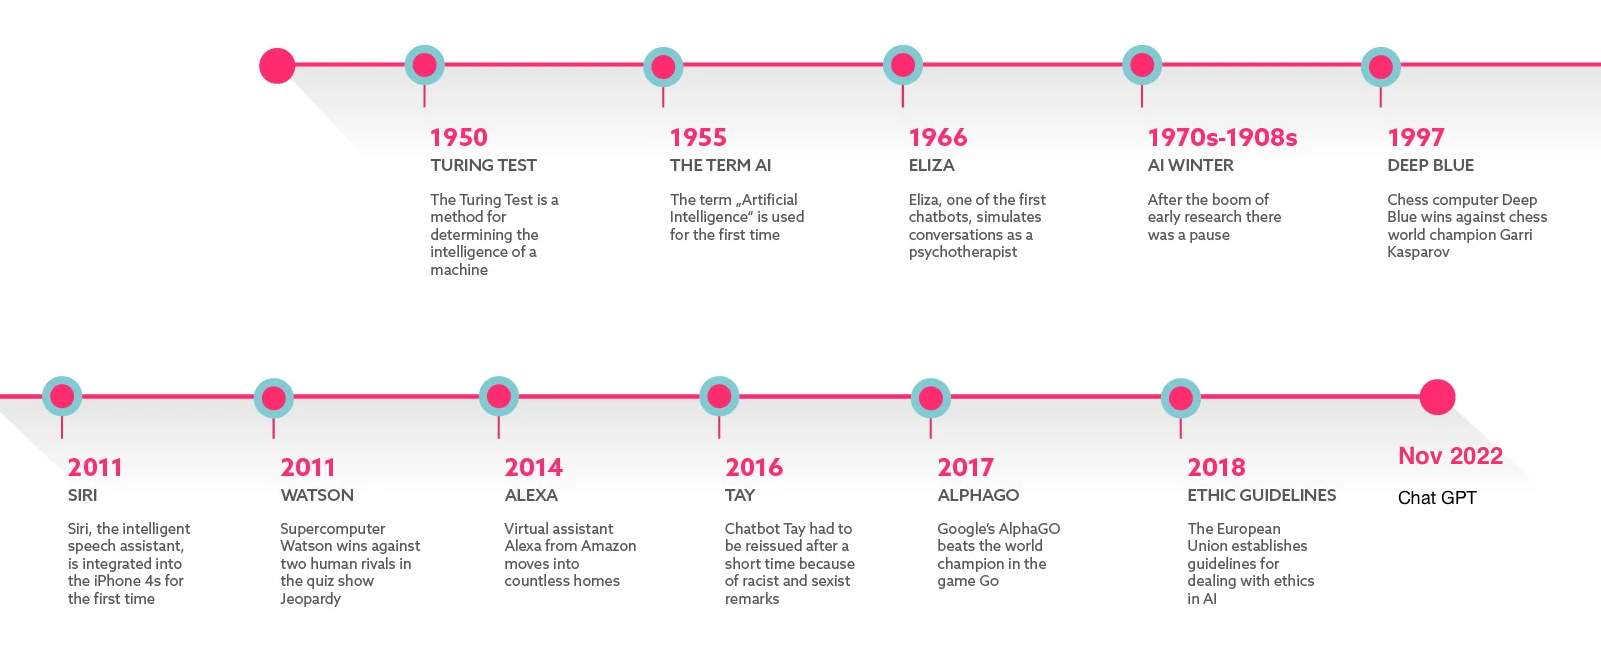 1950
TURING TEST
The Turing Test is a
method for
determining the
intelligence of a
machine
1955
THE TERM AI
The term „Artificial
Intelligence“ is used
for the first time
1966
ELIZA
Eliza, one of the first
chatbots, simulates
conversations as a
psychotherapist
1970s-1908s
AI WINTER
After the boom of
early research there
was a pause
1997
DEEP BLUE
Chess computer Deep
Blue wins against chess
world champion Garri
Kasparov
2011
SIRI
Siri, the intelligent
speech assistant,
is integrated into
the iPhone 4s for
the first time
2011
WATSON
Supercomputer
Watson wins against
two human rivals in
the quiz show
Jeopardy
2014
ALEXA
Virtual assistant
Alexa from Amazon
moves into
countless homes
2016
TAY
Chatbot Tay had to
be reissued after a
short time because
of racist and sexist
remarks
2017
ALPHAGO
Google's AlphaGO
beats the world
champion in the
game Go
2018
ETHIC GUIDELINES
The European
Union establishes
guidelines for
dealing with ethics
in AI
Nov 2022
Chat GPT